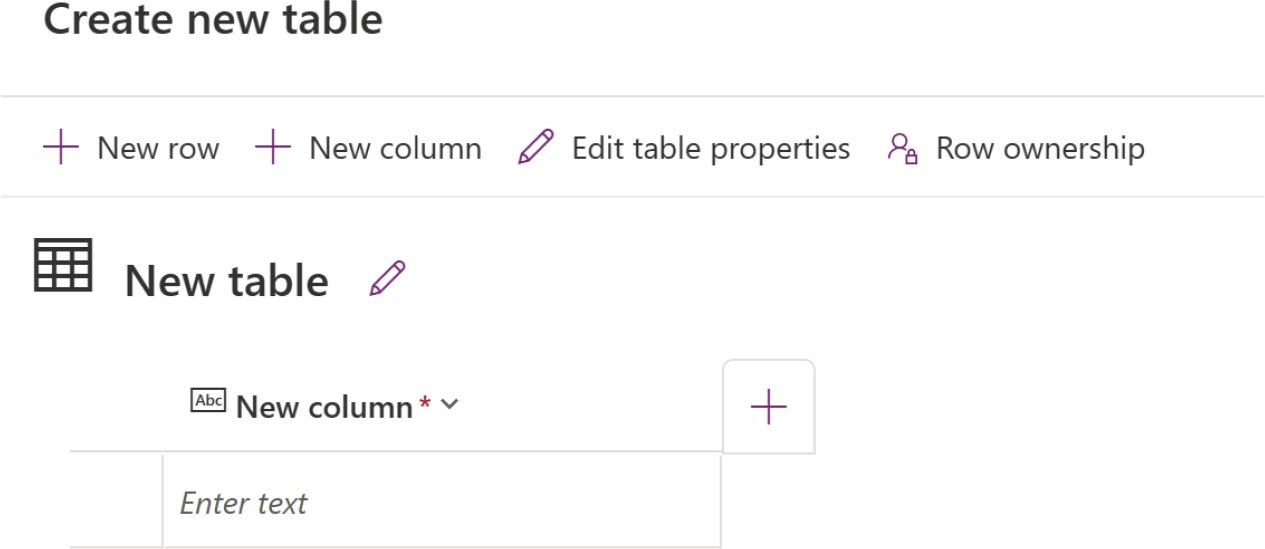 Create new table
New row New column Edit table properties Row ownership
New table
Abc New column*
Enter text